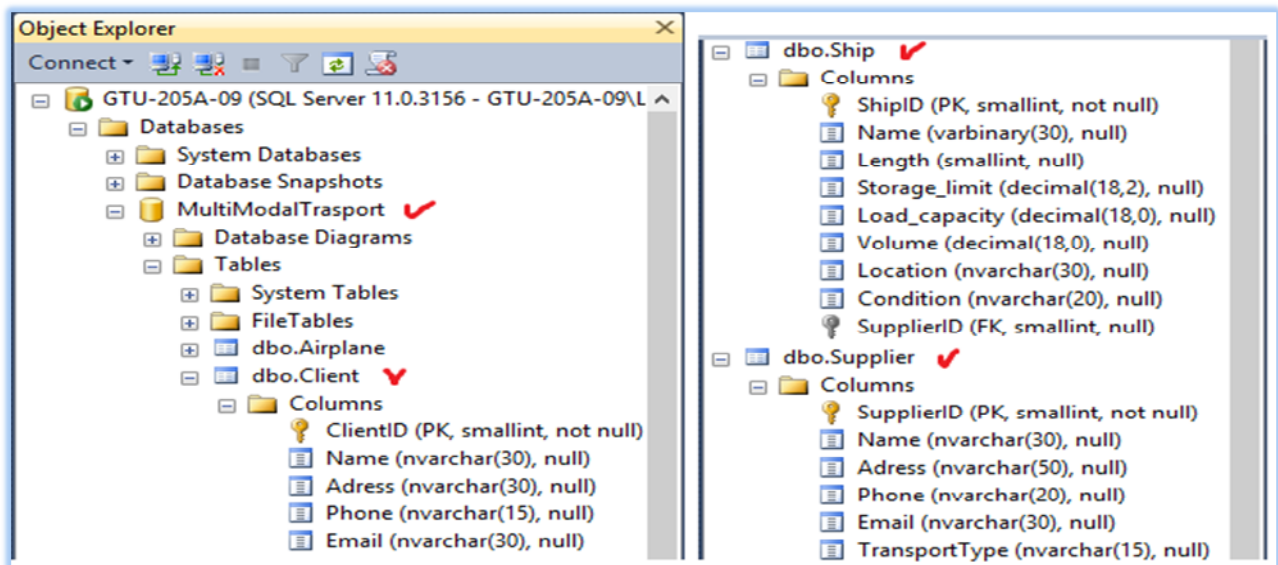 Object Explorer
Connect
GTU-205A-09 (SQL Server 11.0.3156 - GTU-205A-09\L
Databases
System Databases
Database Snapshots
MultiModalTrasport
Database Diagrams
Tables
System Tables
FileTables
dbo.Airplane
dbo.Client
Columns
ClientID (PK, smallint, not null)
Name (nvarchar(30), null)
Adress (nvarchar(30), null)
Phone (nvarchar(15), null)
Email (nvarchar(30), null)
dbo.Ship
Columns
ShipID (PK, smallint, not null)
Name (varbinary(30), null)
Length (smallint, null)
Storage_limit (decimal(18,2), null)
Load_capacity (decimal(18,0), null)
Volume (decimal(18,0), null)
Location (nvarchar(30), null)
Condition (nvarchar(20), null)
SupplierID (FK, smallint, null)
dbo.Supplier
Columns
SupplierID (PK, smallint, not null)
Name (nvarchar(30), null)
Adress (nvarchar(50), null)
Phone (nvarchar(20), null)
Email (nvarchar(30), null)
TransportType (nvarchar(15), null)